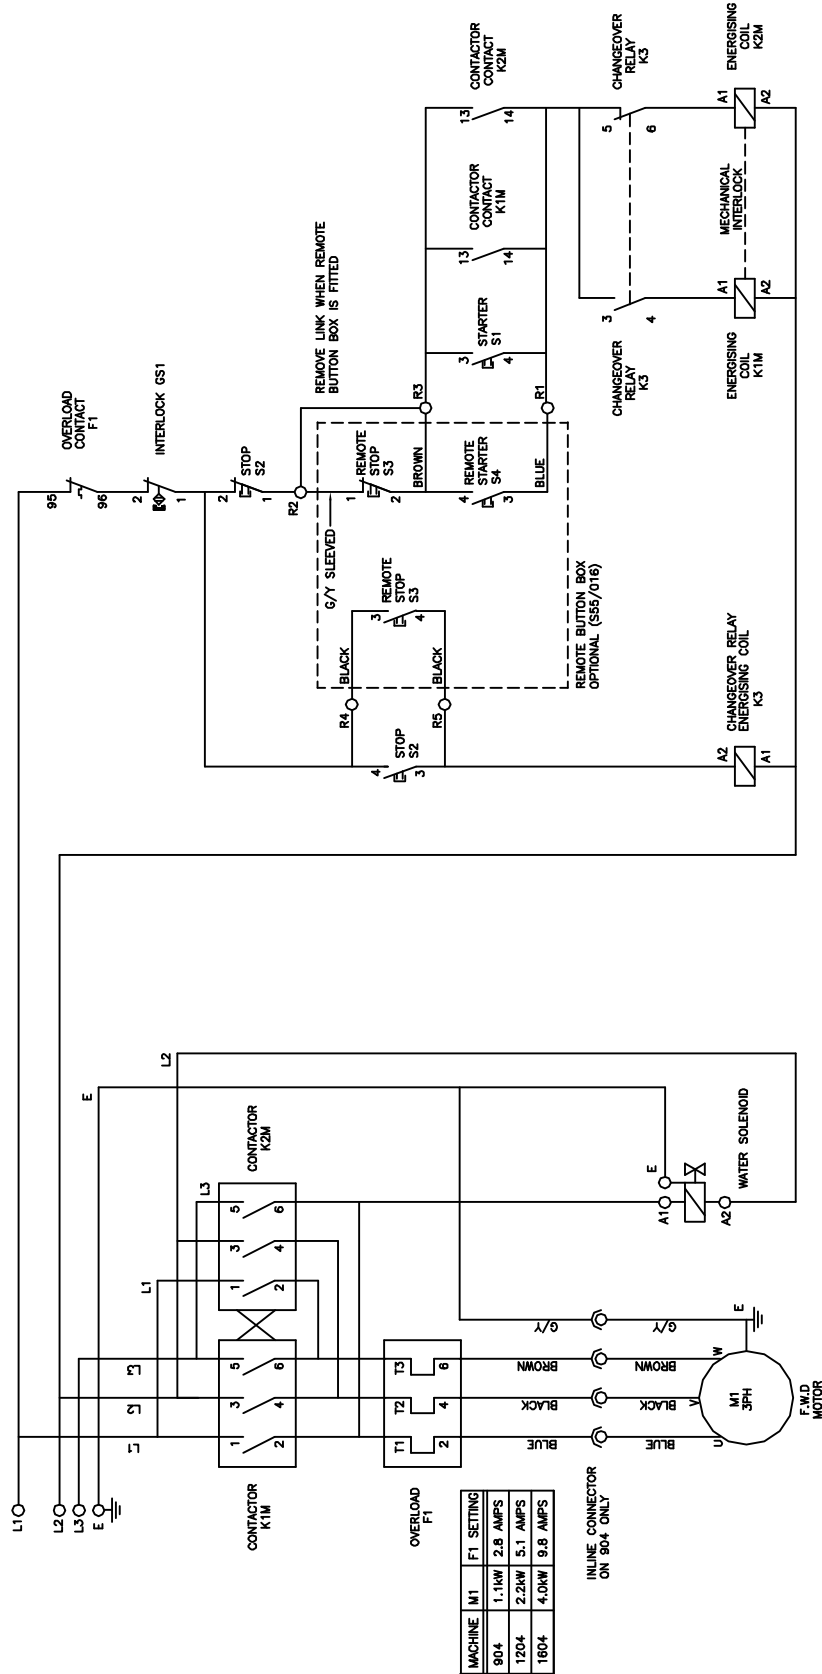 L1
L2
L3
E
L1
L2
L3
L1
L3
L2
E
CONTACTOR
K1M
1
3
5
2
4
6
CONTACTOR
K2M
1
3
5
2
4
6
OVERLOAD
F1
T1
T2
T3
2
4
6
BLUE
BLACK
BROWN
G/Y
BLUE
BLACK
BROWN
G/Y
INLINE CONNECTOR
ON 904 ONLY
U
V
W
E
M1
3PH
F.W.D
MOTOR
A1
E
A2
WATER SOLENOID
MACHINE M1 F1 SETTING
904 1.1kW 2.8 AMPS
1204 2.2kW 5.1 AMPS
1604 4.0kW 9.8 AMPS
95
96
OVERLOAD
CONTACT
F1
2
1
INTERLOCK GS1
2
1
STOP
S2
R2
REMOVE LINK WHEN REMOTE
BUTTON BOX IS FITTED
G/Y SLEEVED
1
2
REMOTE
STOP
S3
BROWN
R3
4
3
REMOTE
STARTER
S4
BLUE
R1
3
4
REMOTE
STOP
S3
R4
BLACK
R5
BLACK
4
3
STOP
S2
REMOTE BUTTON BOX
OPTIONAL (S55/016)
3
4
STARTER
S1
13
14
CONTACTOR
CONTACT
K1M
13
14
CONTACTOR
CONTACT
K2M
3
4
CHANGEOVER
RELAY
K3
5
6
CHANGEOVER
RELAY
K3
MECHANICAL
INTERLOCK
A2
A1
CHANGEOVER RELAY
ENERGISING COIL
K3
A1
A2
ENERGISING
COIL
K1M
A1
A2
ENERGISING
COIL
K2M